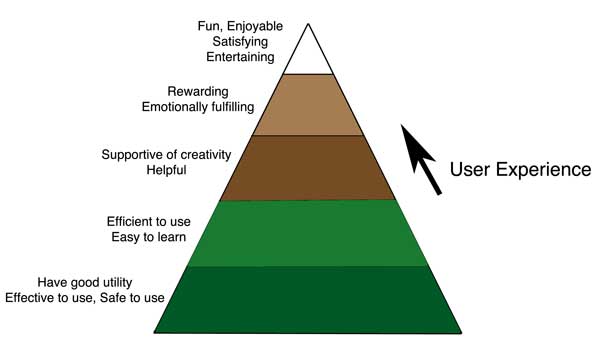 Fun, Enjoyable
Satisfying
Entertaining
Rewarding
Emotionally fulfilling
Supportive of creativity
Helpful
User Experience
Efficient to use
Easy to learn
Have good utility
Effective to use, Safe to use